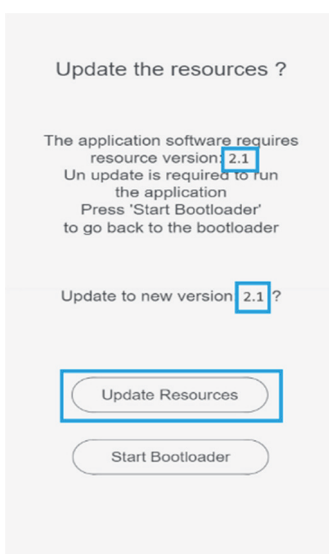 Update the resources ?
The application software requires
resource version: 2.1
Un update is required to run
the application
Press 'Start Bootloader'
to go back to the bootloader
Update to new version: 2.1 ?
Update Resources
Start Bootloader